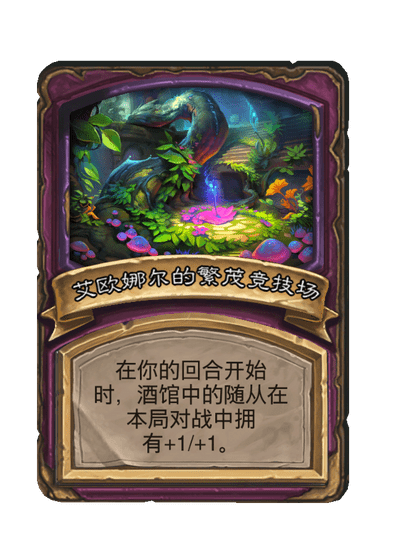 艾欧娜尔的繁茂竞技场
在你的回合开始
时，酒馆中的随从在
本局对战中拥
有+1/+1。